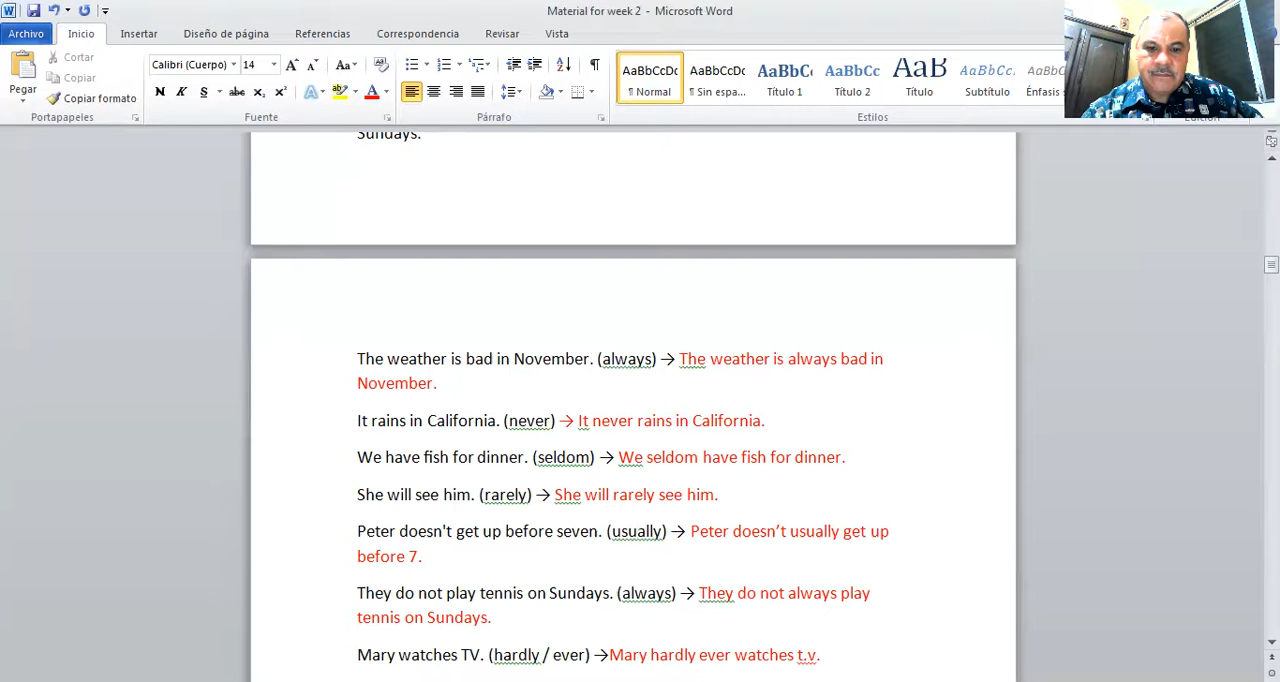 Material for week 2 - Microsoft Word
Archivo Inicio Insertar Diseño de página Referencias Correspondencia Revisar Vista
Cortar
Copiar
Copiar formato
Pegar
Portapapeles
Calibri (Cuerpo) 14 Aa
N K S abc x₂ x² A
Fuente
Párrafo
AaBbCcDc AaBbCcDc AaBbC AaBbCc AaB AaBbCc. AaBbCc
¶ Normal ¶ Sin espa... Título 1 Título 2 Título Subtítulo Énfasis
Estilos
Sundays.
The weather is bad in November. (always) → The weather is always bad in
November.
It rains in California. (never) → It never rains in California.
We have fish for dinner. (seldom) → We seldom have fish for dinner.
She will see him. (rarely) → She will rarely see him.
Peter doesn't get up before seven. (usually) → Peter doesn’t usually get up
before 7.
They do not play tennis on Sundays. (always) → They do not always play
tennis on Sundays.
Mary watches TV. (hardly / ever) →Mary hardly ever watches t.v.